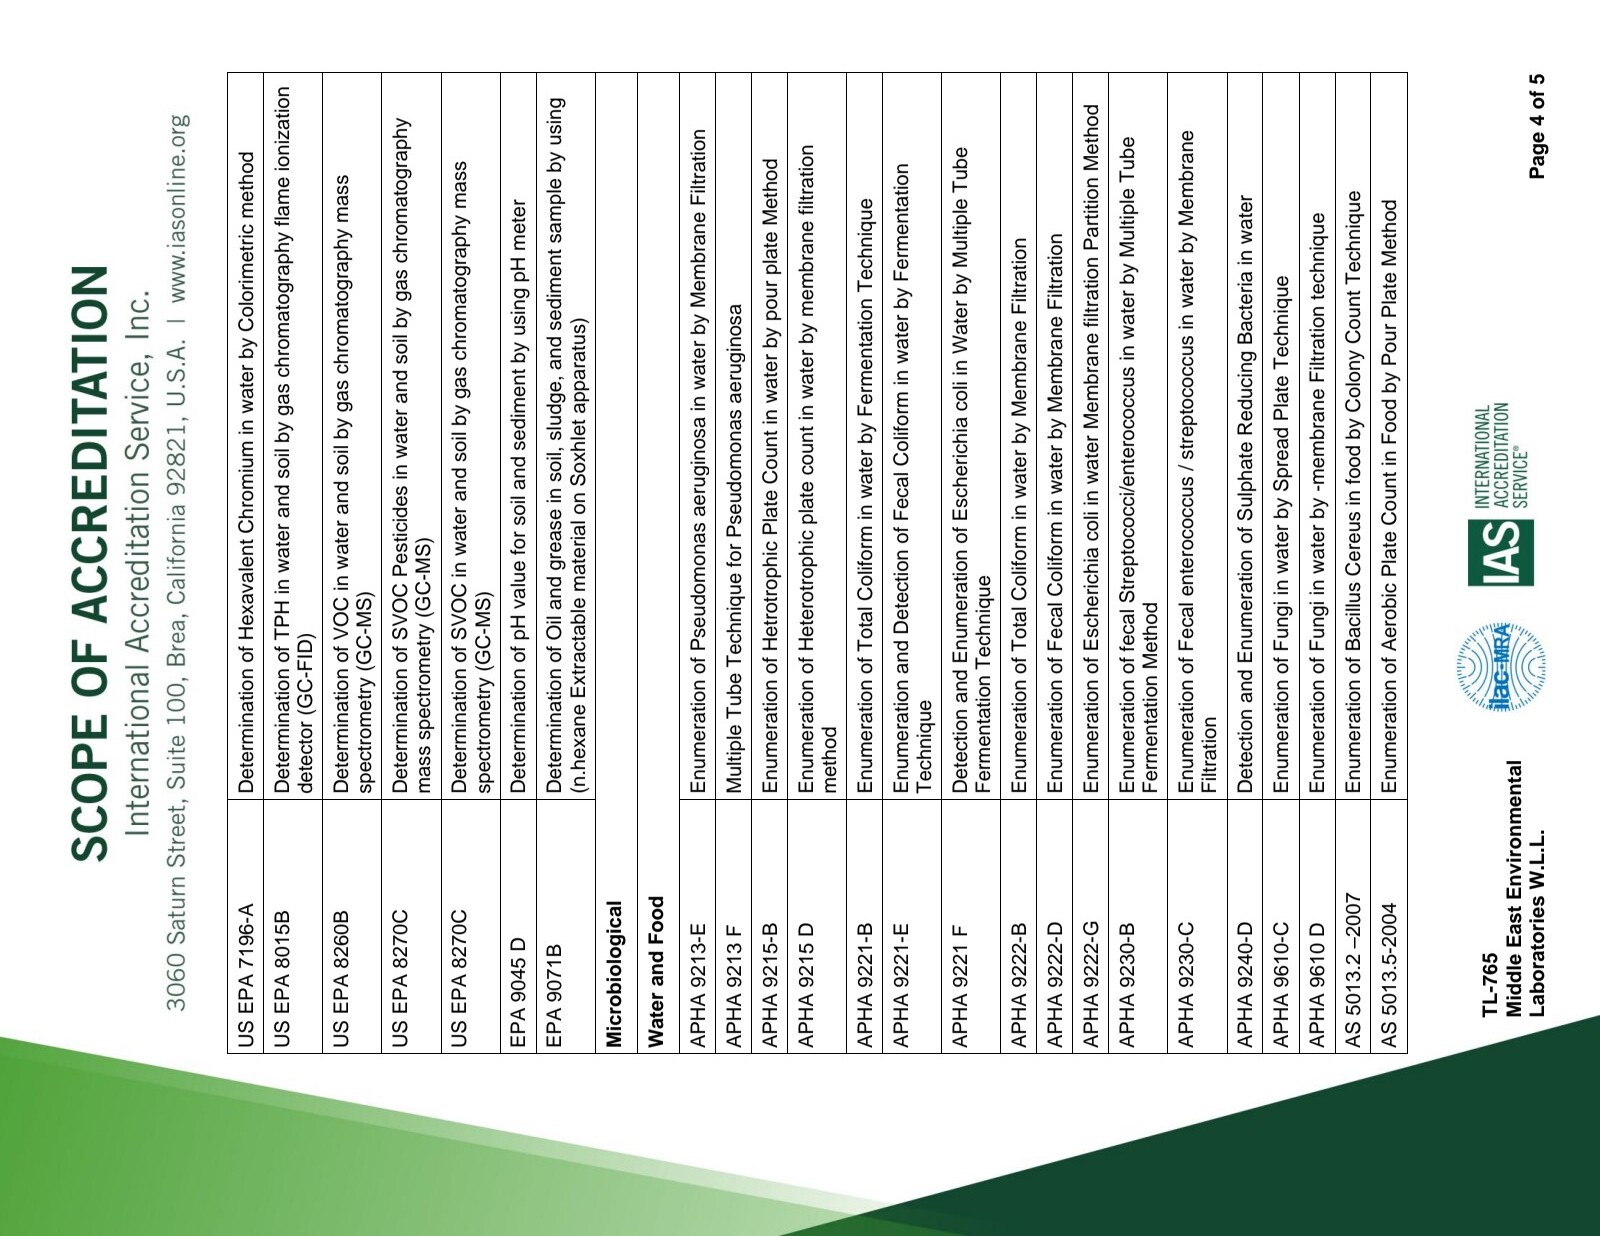 SCOPE OF ACCREDITATION
International Accreditation Service, Inc.
3060 Saturn Street, Suite 100, Brea, California 92821, U.S.A. | www.iasonline.org
US EPA 7196-A Determination of Hexavalent Chromium in water by Colorimetric method
US EPA 8015B Determination of TPH in water and soil by gas chromatography flame ionization
detector (GC-FID)
US EPA 8260B Determination of VOC in water and soil by gas chromatography mass
spectrometry (GC-MS)
US EPA 8270C Determination of SVOC Pesticides in water and soil by gas chromatography
mass spectrometry (GC-MS)
US EPA 8270C Determination of SVOC in water and soil by gas chromatography mass
spectrometry (GC-MS)
EPA 9045 D Determination of pH value for soil and sediment by using pH meter
EPA 9071B Determination of Oil and grease in soil, sludge, and sediment sample by using
(n.hexane Extractable material on Soxhlet apparatus)
Microbiological
Water and Food
APHA 9213-E Enumeration of Pseudomonas aeruginosa in water by Membrane Filtration
APHA 9213 F Multiple Tube Technique for Pseudomonas aeruginosa
APHA 9215-B Enumeration of Hetrotrophic Plate Count in water by pour plate Method
APHA 9215 D Enumeration of Heterotrophic plate count in water by membrane filtration
method
APHA 9221-B Enumeration of Total Coliform in water by Fermentation Technique
APHA 9221-E Enumeration and Detection of Fecal Coliform in water by Fermentation
Technique
APHA 9221 F Detection and Enumeration of Escherichia coli in Water by Multiple Tube
Fermentation Technique
APHA 9222-B Enumeration of Total Coliform in water by Membrane Filtration
APHA 9222-D Enumeration of Fecal Coliform in water by Membrane Filtration
APHA 9222-G Enumeration of Escherichia coli in water Membrane filtration Partition Method
APHA 9230-B Enumeration of fecal Streptococci/enterococcus in water by Multiple Tube
Fermentation Method
APHA 9230-C Enumeration of Fecal enterococcus / streptococcus in water by Membrane
Filtration
APHA 9240-D Detection and Enumeration of Sulphate Reducing Bacteria in water
APHA 9610-C Enumeration of Fungi in water by Spread Plate Technique
APHA 9610 D Enumeration of Fungi in water by -membrane Filtration technique
AS 5013.2 –2007 Enumeration of Bacillus Cereus in food by Colony Count Technique
AS 5013.5-2004 Enumeration of Aerobic Plate Count in Food by Pour Plate Method
TL-765
Middle East Environmental
Laboratories W.L.L.
ilac-MRA
IAS
INTERNATIONAL
ACCREDITATION
SERVICE®
Page 4 of 5